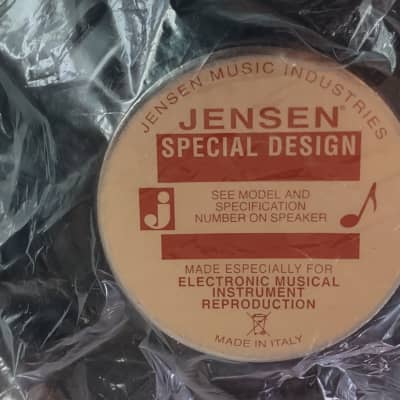 JENSEN MUSIC INDUSTRIES
JENSEN®
SPECIAL DESIGN
j
SEE MODEL AND
SPECIFICATION
NUMBER ON SPEAKER
MADE ESPECIALLY FOR
ELECTRONIC MUSICAL
INSTRUMENT
REPRODUCTION
MADE IN ITALY